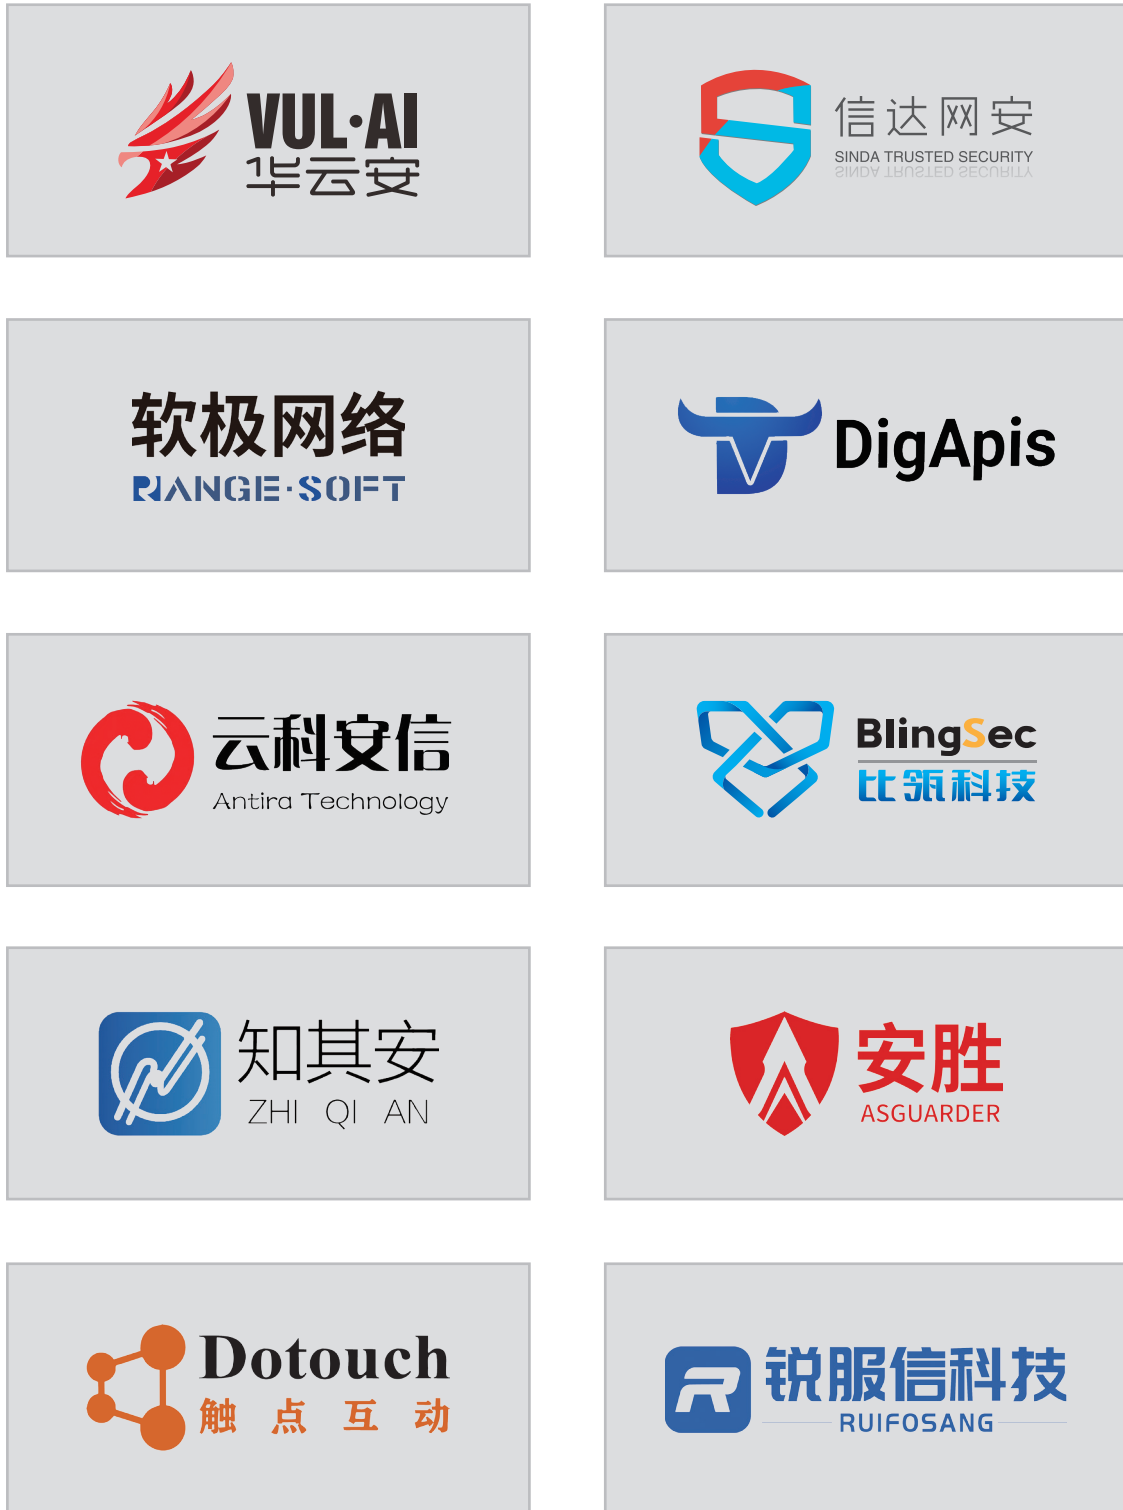 VUL·AI
华云安
信达网安
SINDA TRUSTED SECURITY
软极网络
RANGE·SOFT
DigApis
云科安信
Antira Technology
BlingSec
比瓴科技
知其安
ZHI QI AN
安胜
ASGUARDER
Dotouch
触点互动
锐服信科技
RUIFOSANG